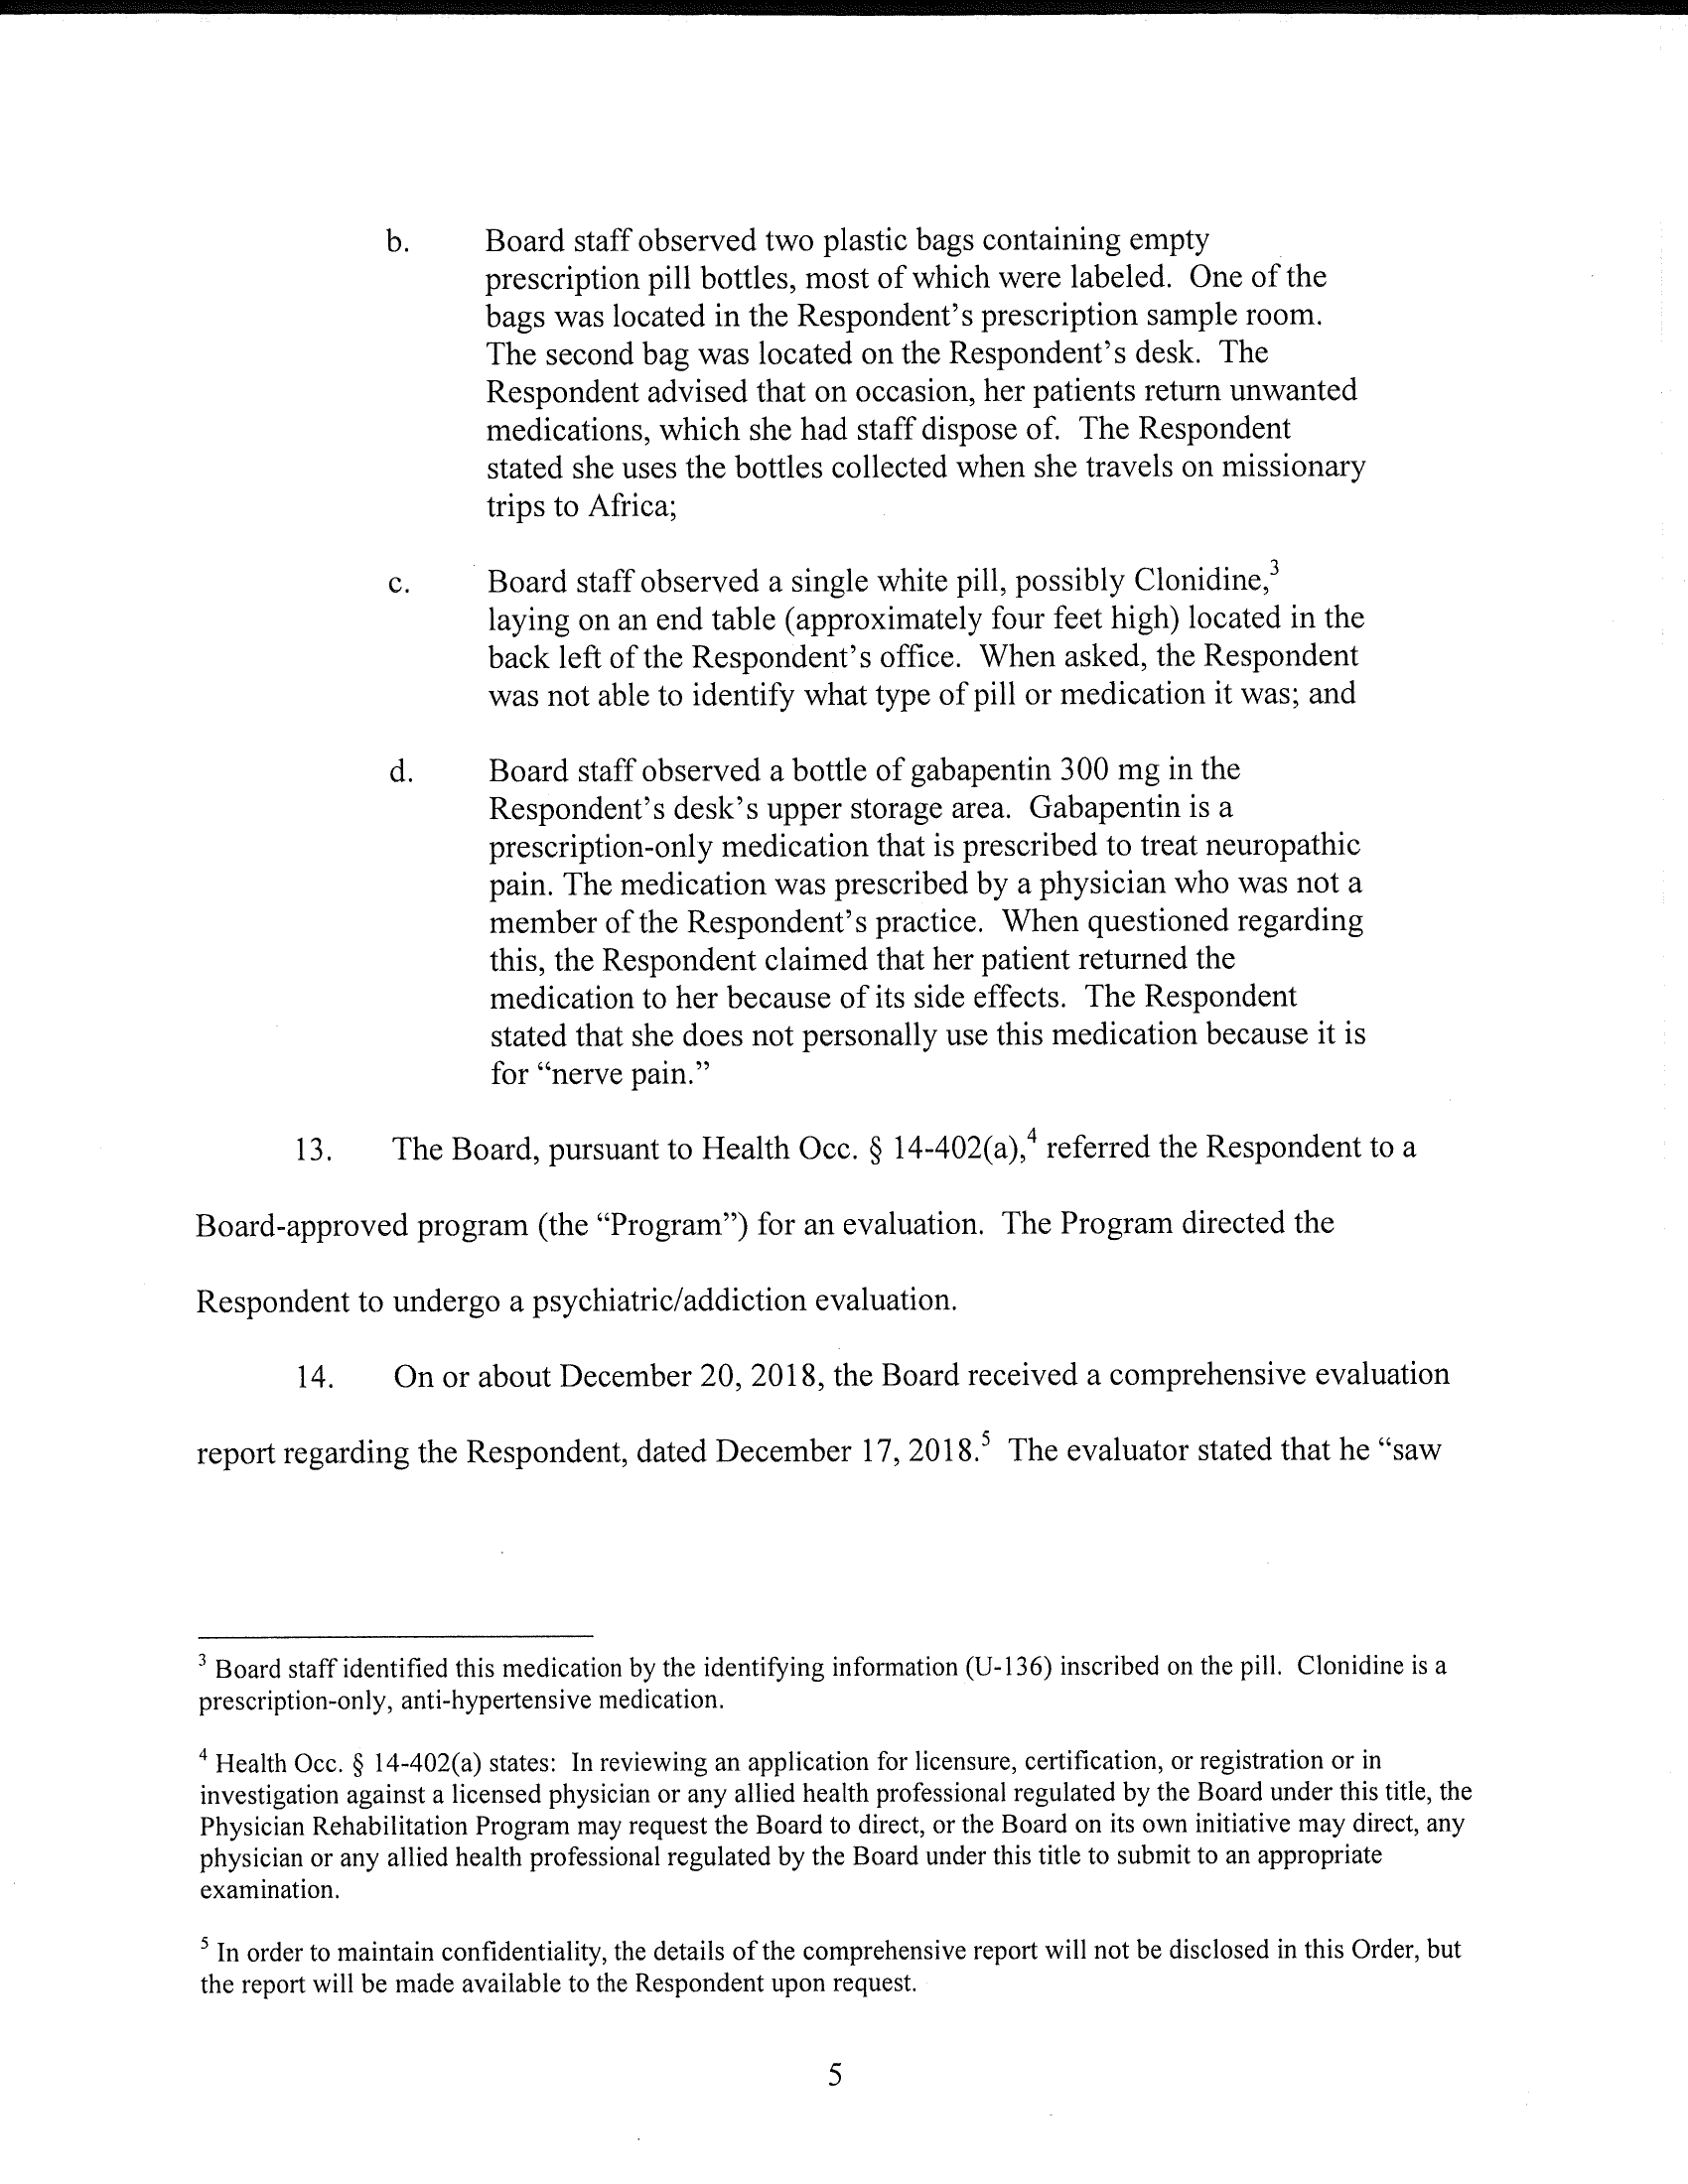 b. Board staff observed two plastic bags containing empty
prescription pill bottles, most of which were labeled. One of the
bags was located in the Respondent's prescription sample room.
The second bag was located on the Respondent's desk. The
Respondent advised that on occasion, her patients return unwanted
medications, which she had staff dispose of. The Respondent
stated she uses the bottles collected when she travels on missionary
trips to Africa;
c. Board staff observed a single white pill, possibly Clonidine,³
laying on an end table (approximately four feet high) located in the
back left of the Respondent's office. When asked, the Respondent
was not able to identify what type of pill or medication it was; and
d. Board staff observed a bottle of gabapentin 300 mg in the
Respondent's desk's upper storage area. Gabapentin is a
prescription-only medication that is prescribed to treat neuropathic
pain. The medication was prescribed by a physician who was not a
member of the Respondent's practice. When questioned regarding
this, the Respondent claimed that her patient returned the
medication to her because of its side effects. The Respondent
stated that she does not personally use this medication because it is
for “nerve pain.”
13. The Board, pursuant to Health Occ. § 14-402(a),⁴ referred the Respondent to a
Board-approved program (the “Program”) for an evaluation. The Program directed the
Respondent to undergo a psychiatric/addiction evaluation.
14. On or about December 20, 2018, the Board received a comprehensive evaluation
report regarding the Respondent, dated December 17, 2018.⁵ The evaluator stated that he “saw
³ Board staff identified this medication by the identifying information (U-136) inscribed on the pill. Clonidine is a
prescription-only, anti-hypertensive medication.
⁴ Health Occ. § 14-402(a) states: In reviewing an application for licensure, certification, or registration or in
investigation against a licensed physician or any allied health professional regulated by the Board under this title, the
Physician Rehabilitation Program may request the Board to direct, or the Board on its own initiative may direct, any
physician or any allied health professional regulated by the Board under this title to submit to an appropriate
examination.
⁵ In order to maintain confidentiality, the details of the comprehensive report will not be disclosed in this Order, but
the report will be made available to the Respondent upon request.
5